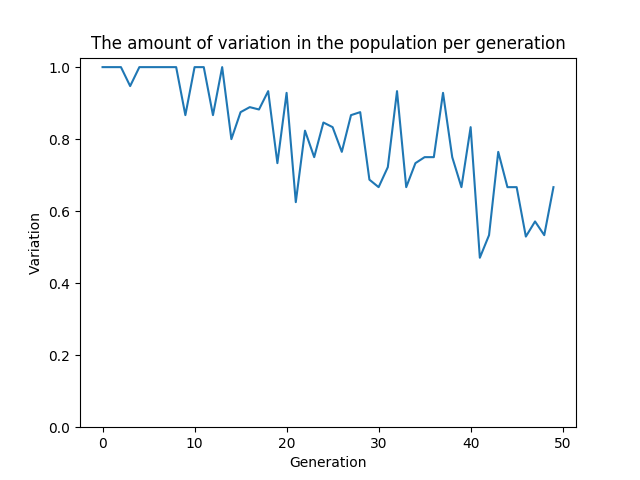 The amount of variation in the population per generation
1.0
0.8
0.6
0.4
0.2
0.0
Variation
0 10 20 30 40 50
Generation